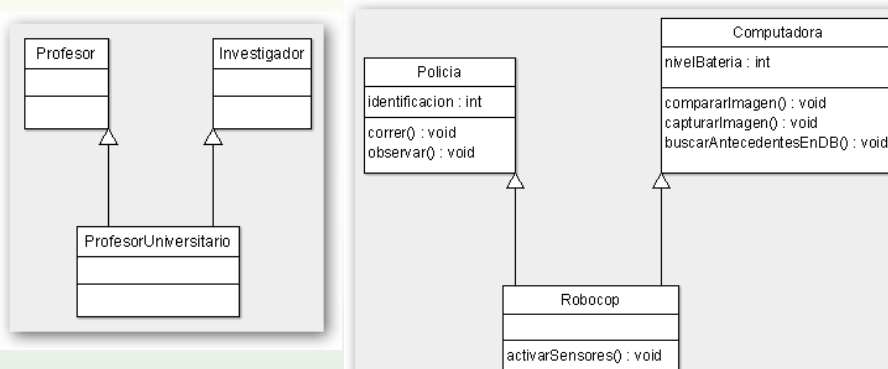 Profesor
Investigador
ProfesorUniversitario
Policia
identificacion : int
correr() : void
observar() : void
Computadora
nivelBateria : int
compararImagen() : void
capturarImagen() : void
buscarAntecedentesEnDB() : void
Robocop
activarSensores() : void